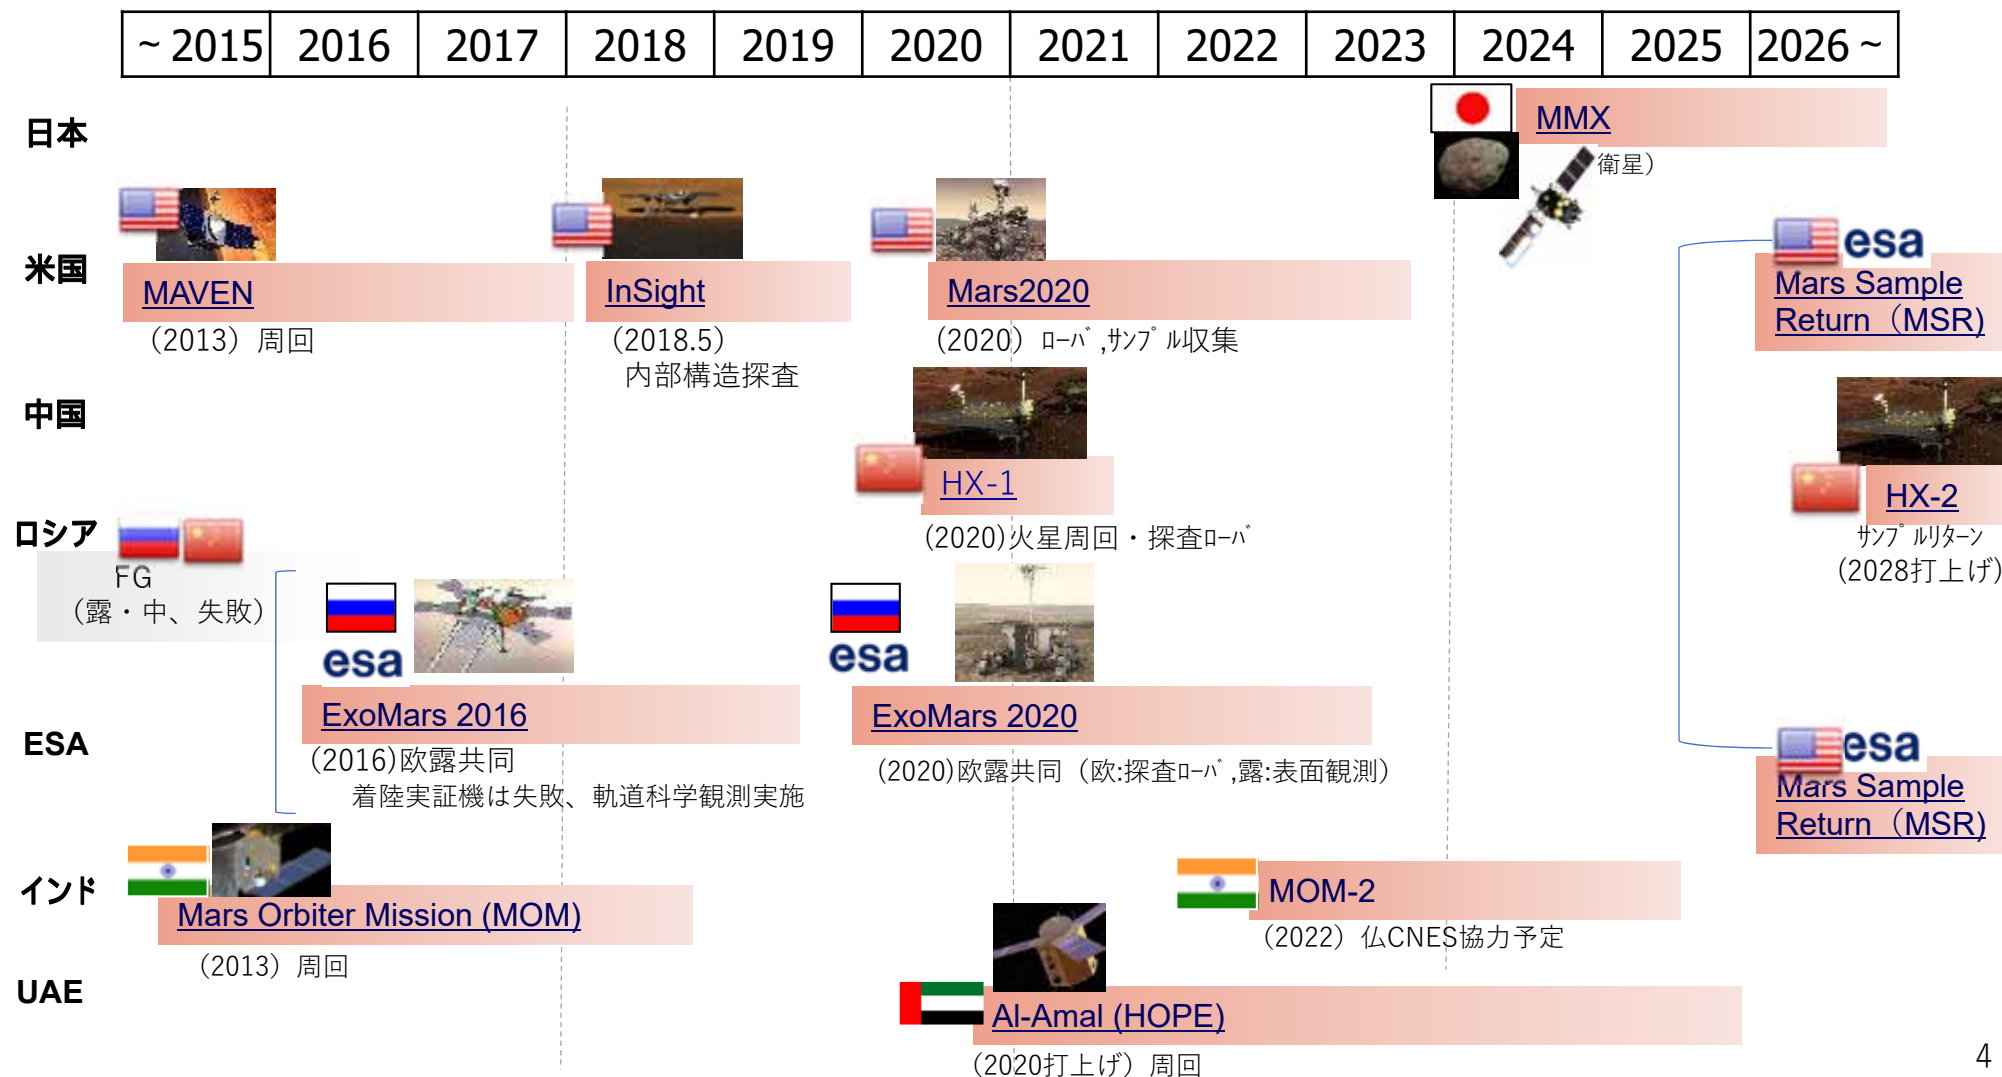 ~ 2015 2016 2017 2018 2019 2020 2021 2022 2023 2024 2025 2026 ~
日本
MMX
衛星）
米国
MAVEN
（2013）周回
InSight
（2018.5）
内部構造探査
Mars2020
（2020）ﾛｰﾊﾞ,ｻﾝﾌﾟﾙ収集
esa
Mars Sample
Return（MSR)
中国
HX-1
(2020)火星周回・探査ﾛｰﾊﾞ
HX-2
ｻﾝﾌﾟﾙﾘﾀｰﾝ
(2028打上げ)
ロシア
FG
（露・中、失敗）
esa
ExoMars 2016
(2016)欧露共同
着陸実証機は失敗、軌道科学観測実施
esa
ExoMars 2020
(2020)欧露共同（欧:探査ﾛｰﾊﾞ,露:表面観測）
ESA
esa
Mars Sample
Return（MSR)
インド
Mars Orbiter Mission (MOM)
（2013）周回
MOM-2
（2022）仏CNES協力予定
UAE
Al-Amal (HOPE)
（2020打上げ）周回
4